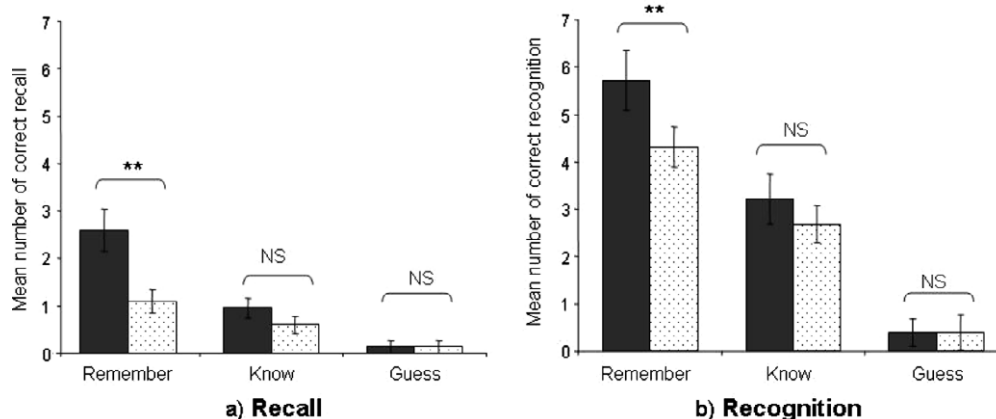 Mean number of correct recall
7
6
5
4
3
2
1
0
**
NS
NS
Remember Know Guess
a) Recall
Mean number of correct recognition
7
6
5
4
3
2
1
0
**
NS
NS
Remember Know Guess
b) Recognition